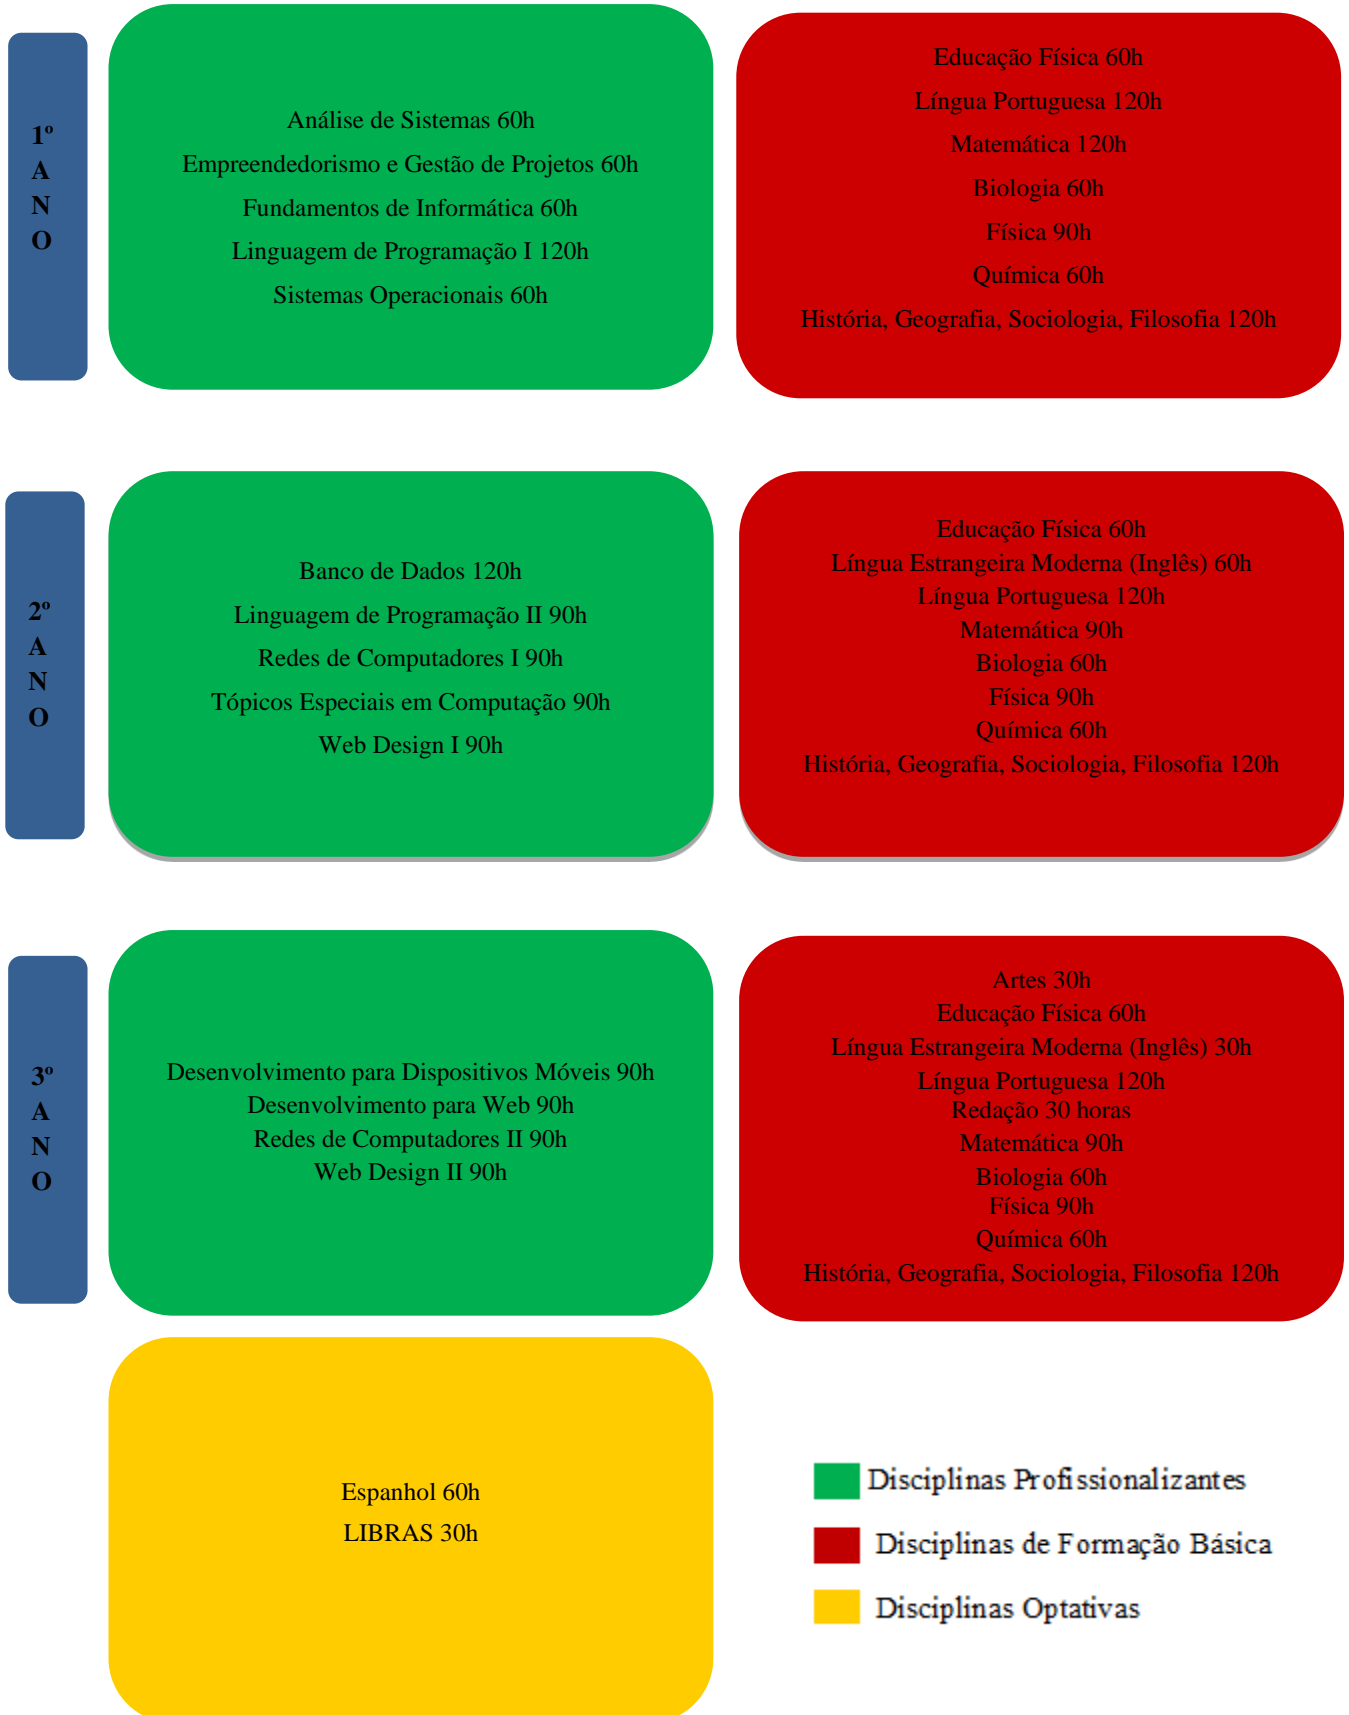 1º
A
N
O
Análise de Sistemas 60h
Empreendedorismo e Gestão de Projetos 60h
Fundamentos de Informática 60h
Linguagem de Programação I 120h
Sistemas Operacionais 60h
Educação Física 60h
Língua Portuguesa 120h
Matemática 120h
Biologia 60h
Física 90h
Química 60h
História, Geografia, Sociologia, Filosofia 120h
2º
A
N
O
Banco de Dados 120h
Linguagem de Programação II 90h
Redes de Computadores I 90h
Tópicos Especiais em Computação 90h
Web Design I 90h
Educação Física 60h
Língua Estrangeira Moderna (Inglês) 60h
Língua Portuguesa 120h
Matemática 90h
Biologia 60h
Física 90h
Química 60h
História, Geografia, Sociologia, Filosofia 120h
3º
A
N
O
Desenvolvimento para Dispositivos Móveis 90h
Desenvolvimento para Web 90h
Redes de Computadores II 90h
Web Design II 90h
Artes 30h
Educação Física 60h
Língua Estrangeira Moderna (Inglês) 30h
Língua Portuguesa 120h
Redação 30 horas
Matemática 90h
Biologia 60h
Física 90h
Química 60h
História, Geografia, Sociologia, Filosofia 120h
Espanhol 60h
LIBRAS 30h
Disciplinas Profissionalizantes
Disciplinas de Formação Básica
Disciplinas Optativas